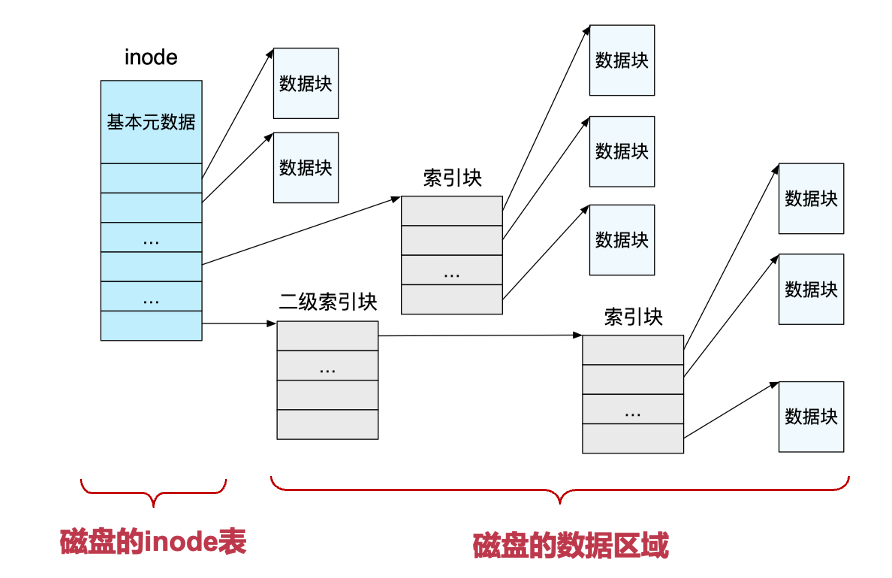 inode
基本元数据
...
...
数据块
数据块
索引块
...
数据块
数据块
数据块
二级索引块
...
索引块
...
数据块
数据块
数据块
磁盘的inode表
磁盘的数据区域